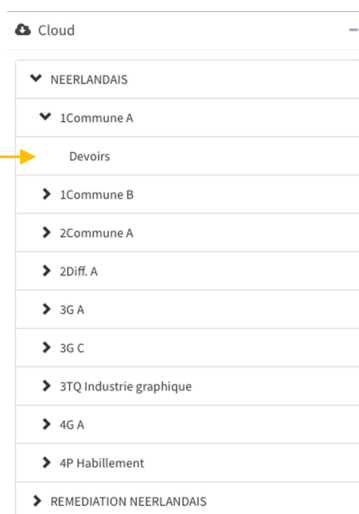 Cloud
NEERLANDAIS
1Commune A
Devoirs
1Commune B
2Commune A
2Diff. A
3G A
3G C
3TQ Industrie graphique
4G A
4P Habillement
REMEDIATION NEERLANDAIS